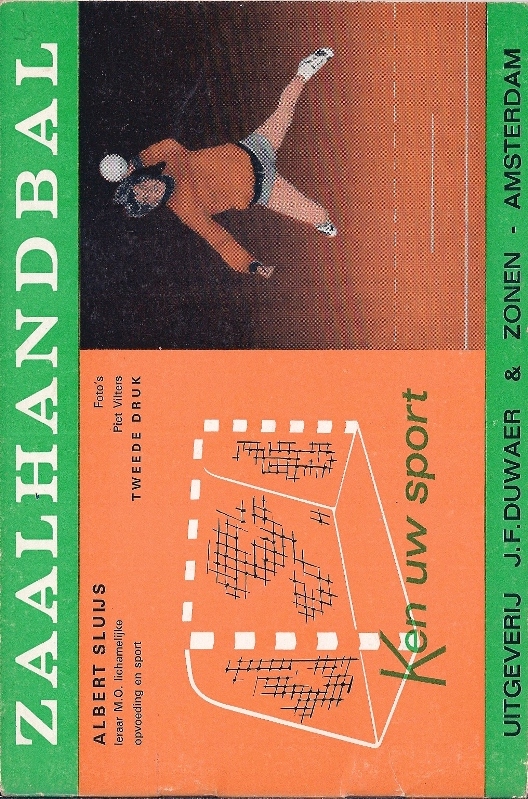 ZAALHANDBAL
ALBERT SLUIJS
leraar M.O. lichamelijke
opvoeding en sport
Foto's
Piet Vilters
TWEEDE DRUK
Ken uw sport
UITGEVERIJ J.F. DUWAER & ZONEN - AMSTERDAM